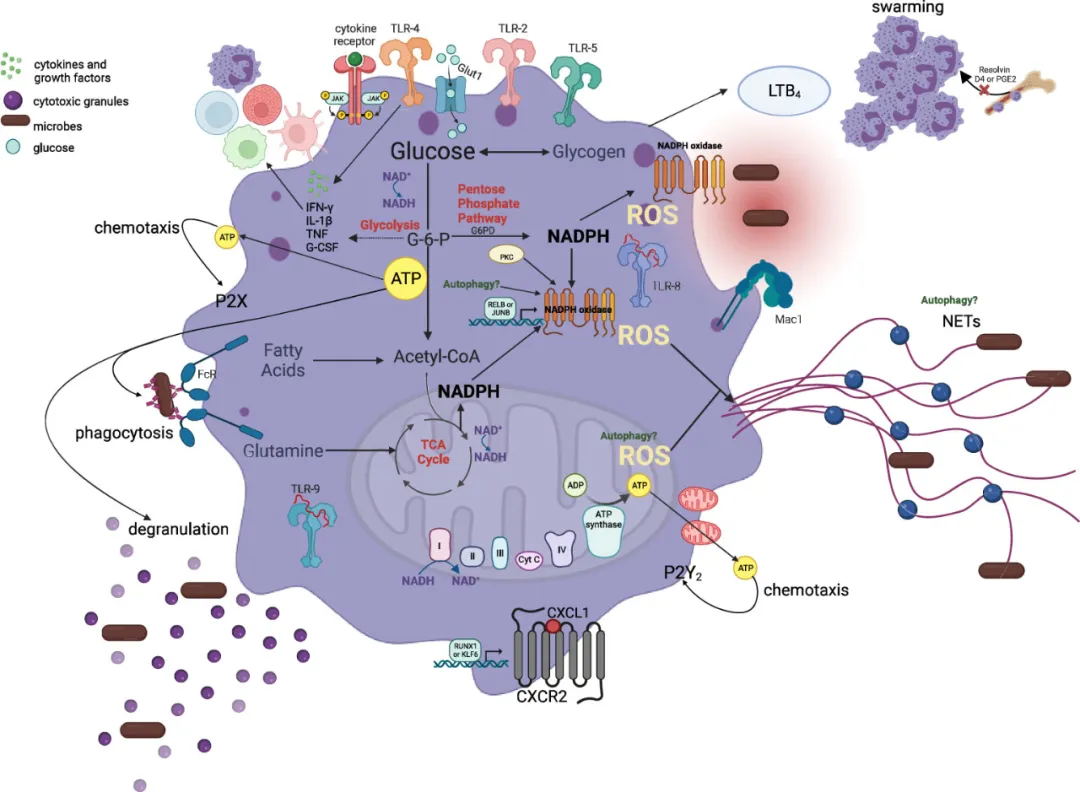 swarming
cytokine
receptor
TLR-4
TLR-2
TLR-5
Glut1
cytokines and
growth factors
cytotoxic granules
microbes
glucose
JAK
JAK
P
P
P
P
LTB4
Resolvin
D4 or PGE2
Glucose
Glycogen
NADPH oxidase
NAD+
NADH
Pentose
Phosphate
Pathway
G6PD
ROS
IFN-γ
IL-1β
TNF
G-CSF
Glycolysis
G-6-P
NADPH
chemotaxis
ATP
ATP
PKC
TLR-8
P2X
Autophagy?
RELB or
JUNB
NADPH oxidase
ROS
Mac1
Autophagy?
NETs
Fatty
Acids
Acetyl-CoA
FcR
NADPH
phagocytosis
Glutamine
TCA
Cycle
NAD+
NADH
Autophagy?
ROS
TLR-9
ADP
ATP
ATP
synthase
degranulation
I
II
III
Cyt C
IV
NADH
NAD+
P2Y2
ATP
chemotaxis
CXCL1
RUNX1
or KLF6
CXCR2